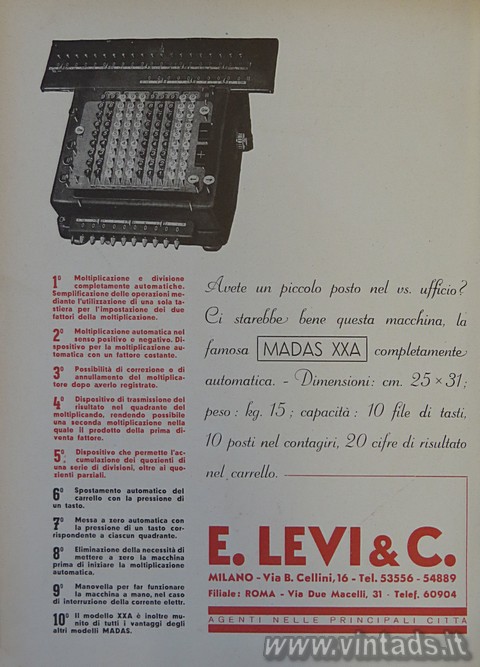 1º Moltiplicazione e divisione
completamente automatiche.
Semplificazione delle operazioni me-
diante l'utilizzazione di una sola ta-
stiera per l'impostazione dei due
fattori della moltiplicazione.
2º Moltiplicazione automatica nel
senso positivo e negativo. Di-
spositivo per la moltiplicazione au-
tomatica con un fattore costante.
3º Possibilità di correzione o di
annullamento del moltiplica-
tore dopo averlo registrato.
4º Dispositivo di trasmissione del
risultato nel quadrante del
moltiplicando, rendendo possibile
una seconda moltiplicazione nella
quale il prodotto della prima di-
venta fattore.
5º Dispositivo che permette l'ac-
cumulazione dei quozienti di
una serie di divisioni, oltre ai quo-
zienti parziali.
6º Spostamento automatico del
carrello con la pressione di
un tasto.
7º Messa a zero automatica con
la pressione di un tasto cor-
rispondente a ciascun quadrante.
8º Eliminazione della necessità di
mettere a zero la macchina
prima di iniziare la moltiplicazione
automatica.
9º Manovella per far funzionare
la macchina a mano, nel caso
di interruzione della corrente elettr.
10º Il modello XXA è inoltre mu-
nito di tutti i vantaggi degli
altri modelli MADAS.
Avete un piccolo posto nel vs. ufficio?
Ci starebbe bene questa macchina, la
famosa MADAS XXA completamente
automatica. - Dimensioni: cm. 25×31;
peso: kg. 15; capacità: 10 file di tasti,
10 posti nel contagiri, 20 cifre di risultato
nel carrello.
E. LEVI & C.
MILANO - Via B. Cellini, 16 - Tel. 53556 - 54889
Filiale: ROMA - Via Due Macelli, 31 - Telef. 60904
AGENTI NELLE PRINCIPALI CITTÀ
www.vintads.it